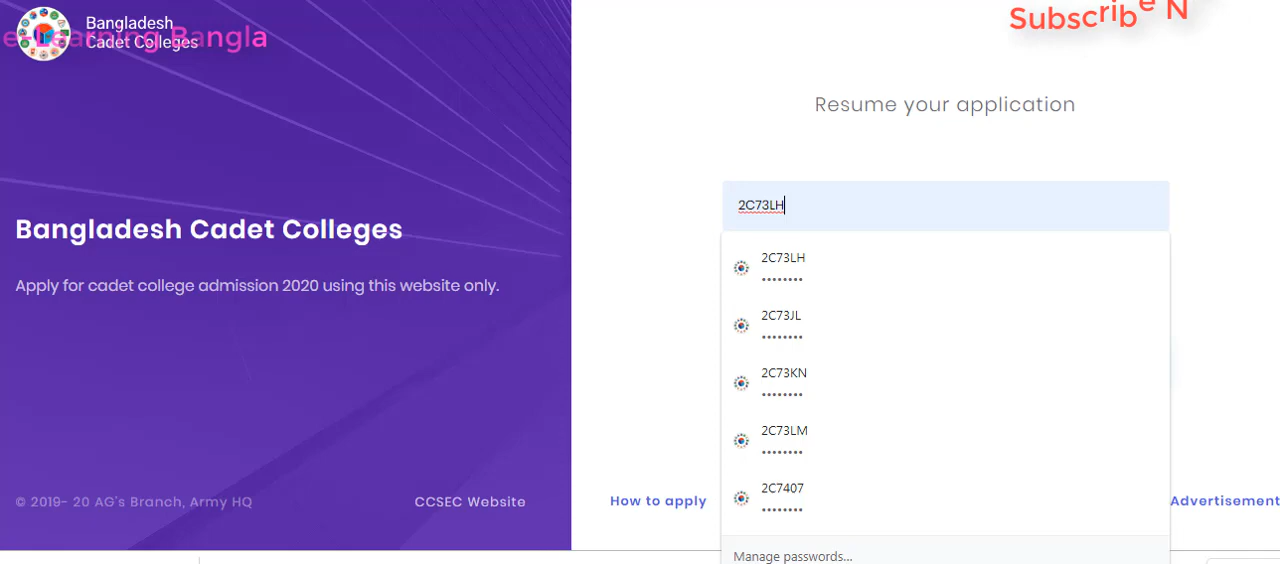 Bangladesh
Cadet Colleges
e-Learning Bangla
Subscribe N
Resume your application
2C73LH
2C73LH
••••••••
2C73JL
••••••••
2C73KN
••••••••
2C73LM
••••••••
2C7407
••••••••
Manage passwords...
Bangladesh Cadet Colleges
Apply for cadet college admission 2020 using this website only.
© 2019- 20 AG's Branch, Army HQ
CCSEC Website
How to apply
Advertisement